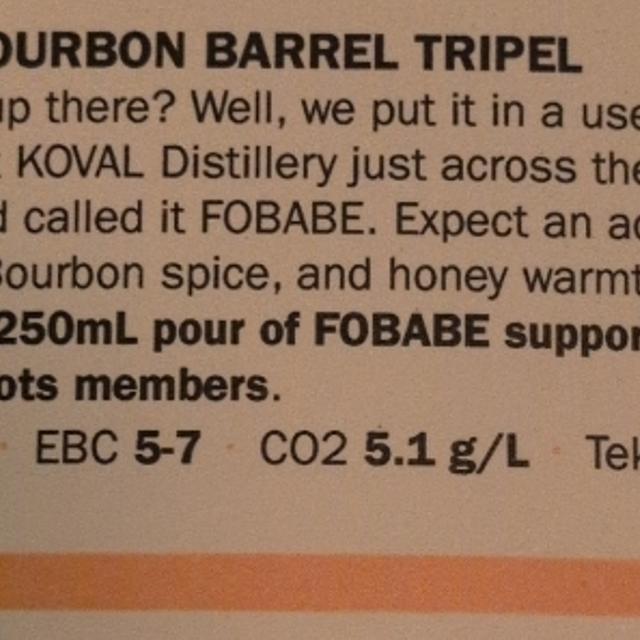 OURBON BARREL TRIPEL
up there? Well, we put it in a use
KOVAL Distillery just across the
called it FOBABE. Expect an
Bourbon spice, and honey warmt
250mL pour of FOBABE suppor
ots members.
· EBC 5-7 · CO2 5.1 g/L · Tek